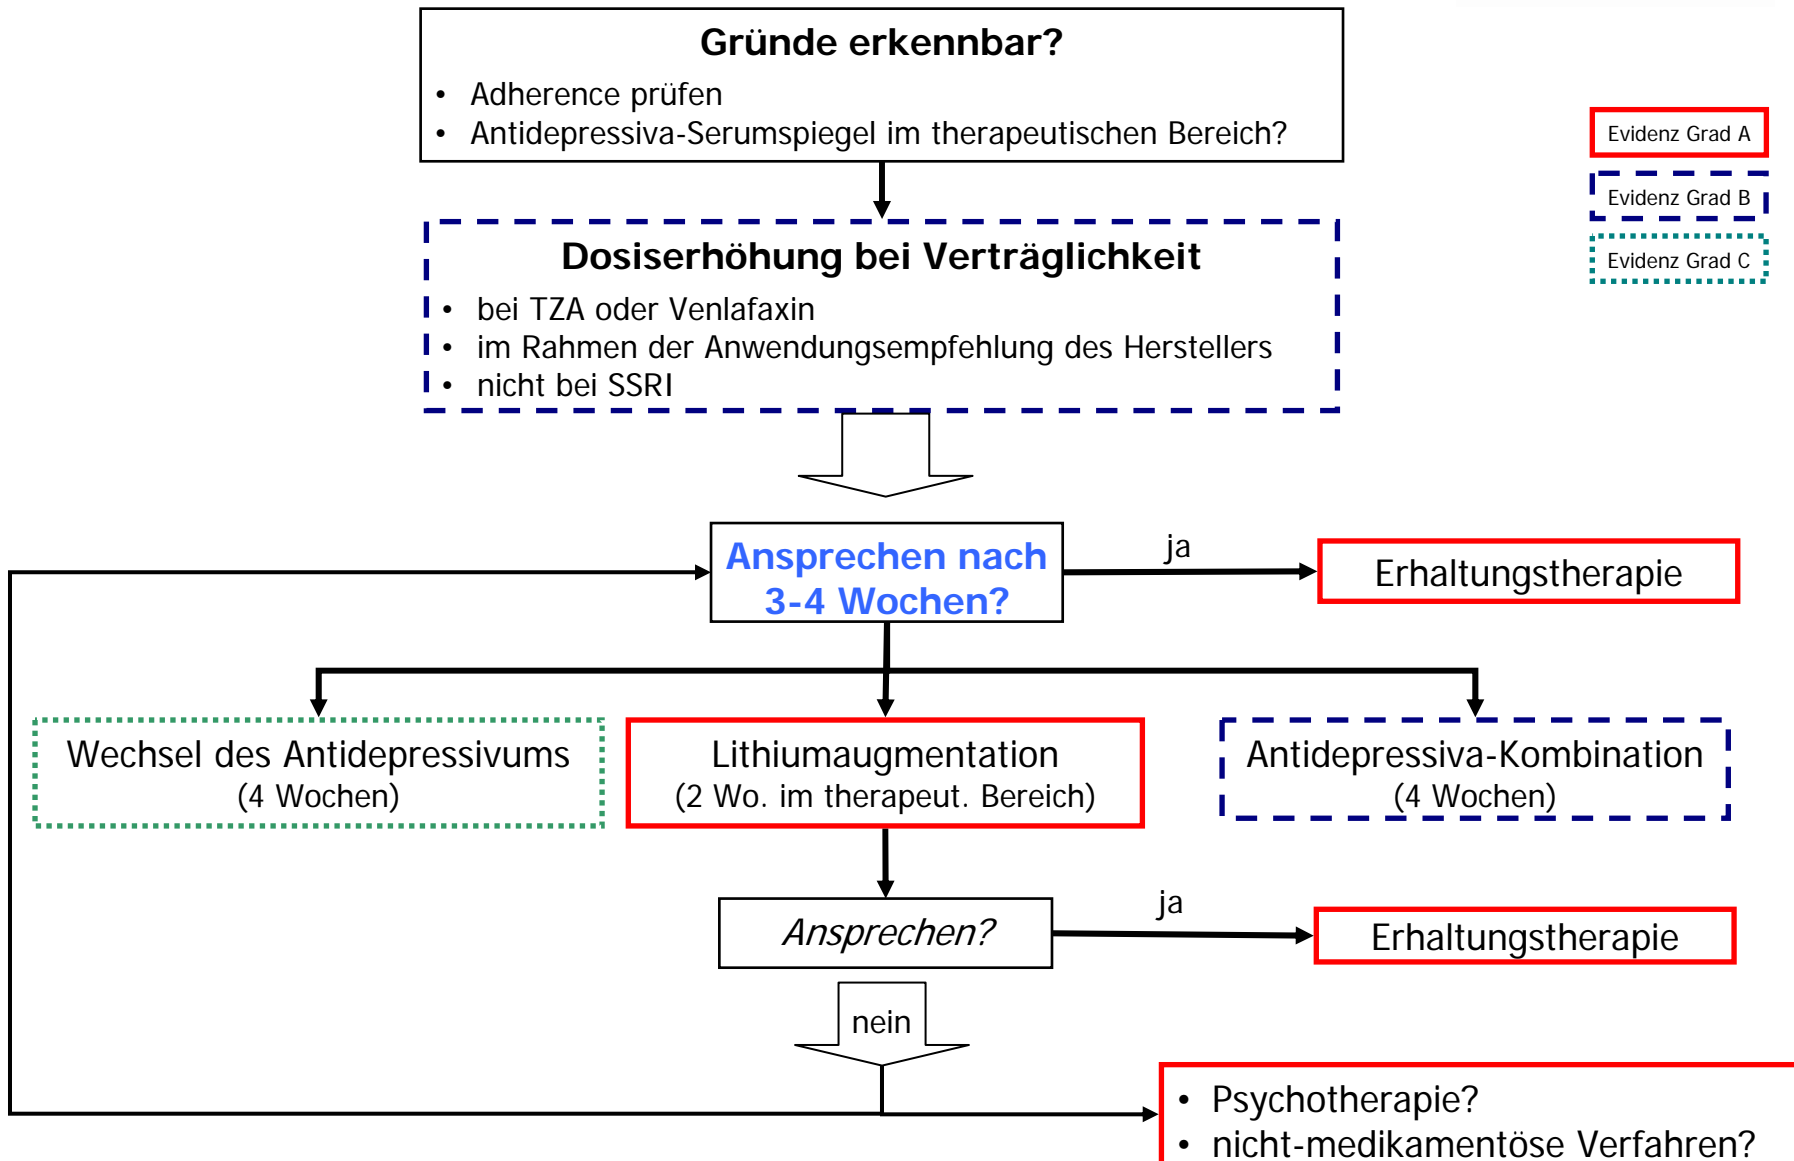 Gründe erkennbar?
• Adherence prüfen
• Antidepressiva-Serumspiegel im therapeutischen Bereich?
Evidenz Grad A
Evidenz Grad B
Evidenz Grad C
Dosiserhöhung bei Verträglichkeit
• bei TZA oder Venlafaxin
• im Rahmen der Anwendungsempfehlung des Herstellers
• nicht bei SSRI
Ansprechen nach
3-4 Wochen?
ja
Erhaltungstherapie
Wechsel des Antidepressivums
(4 Wochen)
Lithiumaugmentation
(2 Wo. im therapeut. Bereich)
Antidepressiva-Kombination
(4 Wochen)
Ansprechen?
ja
Erhaltungstherapie
nein
• Psychotherapie?
• nicht-medikamentöse Verfahren?